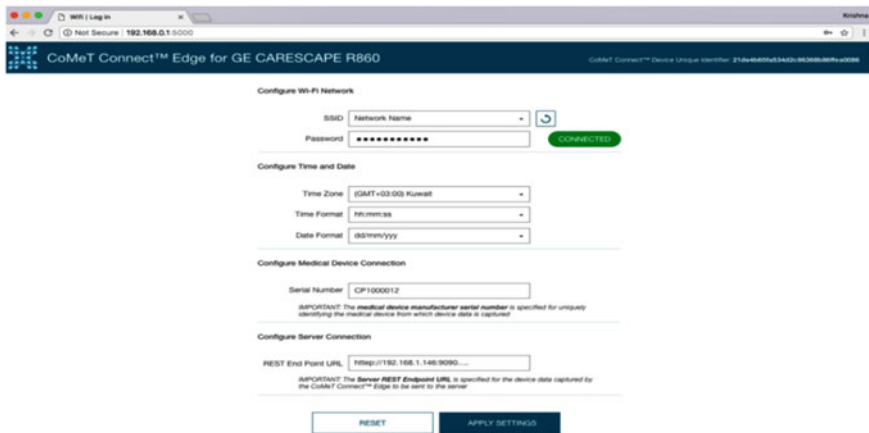 Wifi | Log in
Krishna
Not Secure | 192.168.0.1:5000
CoMeT Connect™ Edge for GE CARESCAPE R860
CoMeT Connect™ Device Unique Identifier:
Configure Wi-Fi Network
SSID Network Name
Password ●●●●●●●●●●● CONNECTED
Configure Time and Date
Time Zone (GMT+03:00) Kuwait
Time Format hh:mm:ss
Date Format dd/mm/yyy
Configure Medical Device Connection
Serial Number CP1000012
IMPORTANT: The medical device manufacturer serial number is specified for uniquely
identifying the medical device from which device data is captured
Configure Server Connection
REST End Point URL httep://192.168.1.146:9090....
IMPORTANT: The Server REST Endpoint URL is specified for the device data captured by
the CoMeT Connect™ Edge to be sent to the server
RESET APPLY SETTINGS